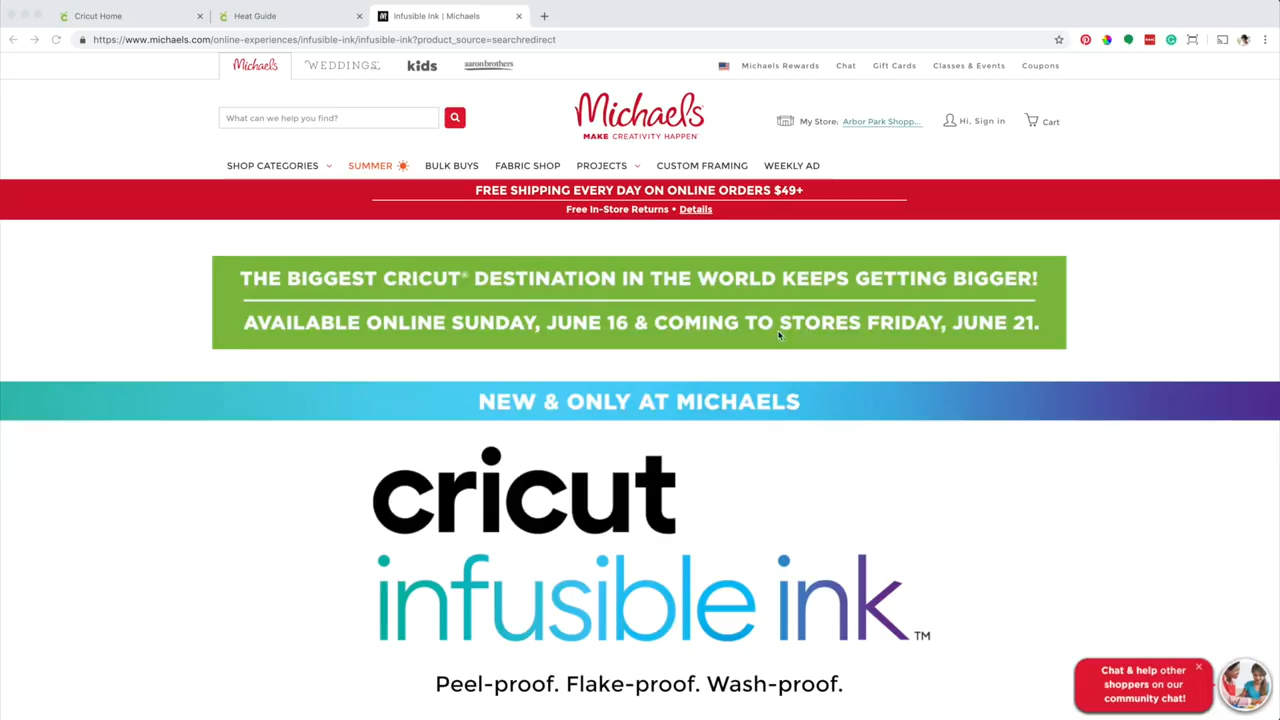 Cricut Home
Heat Guide
Infusible Ink | Michaels
https://www.michaels.com/online-experiences/infusible-ink/infusible-ink?product_source=searchredirect
Michaels
WEDDINGS
kids
aaron brothers
Michaels Rewards
Chat
Gift Cards
Classes & Events
Coupons
What can we help you find?
Michaels
MAKE CREATIVITY HAPPEN
My Store: Arbor Park Shopp...
Hi, Sign in
Cart
SHOP CATEGORIES
SUMMER
BULK BUYS
FABRIC SHOP
PROJECTS
CUSTOM FRAMING
WEEKLY AD
FREE SHIPPING EVERY DAY ON ONLINE ORDERS $49+
Free In-Store Returns • Details
THE BIGGEST CRICUT® DESTINATION IN THE WORLD KEEPS GETTING BIGGER!
AVAILABLE ONLINE SUNDAY, JUNE 16 & COMING TO STORES FRIDAY, JUNE 21.
NEW & ONLY AT MICHAELS
cricut
infusible ink™
Peel-proof. Flake-proof. Wash-proof.
Chat & help other
shoppers on our
community chat!